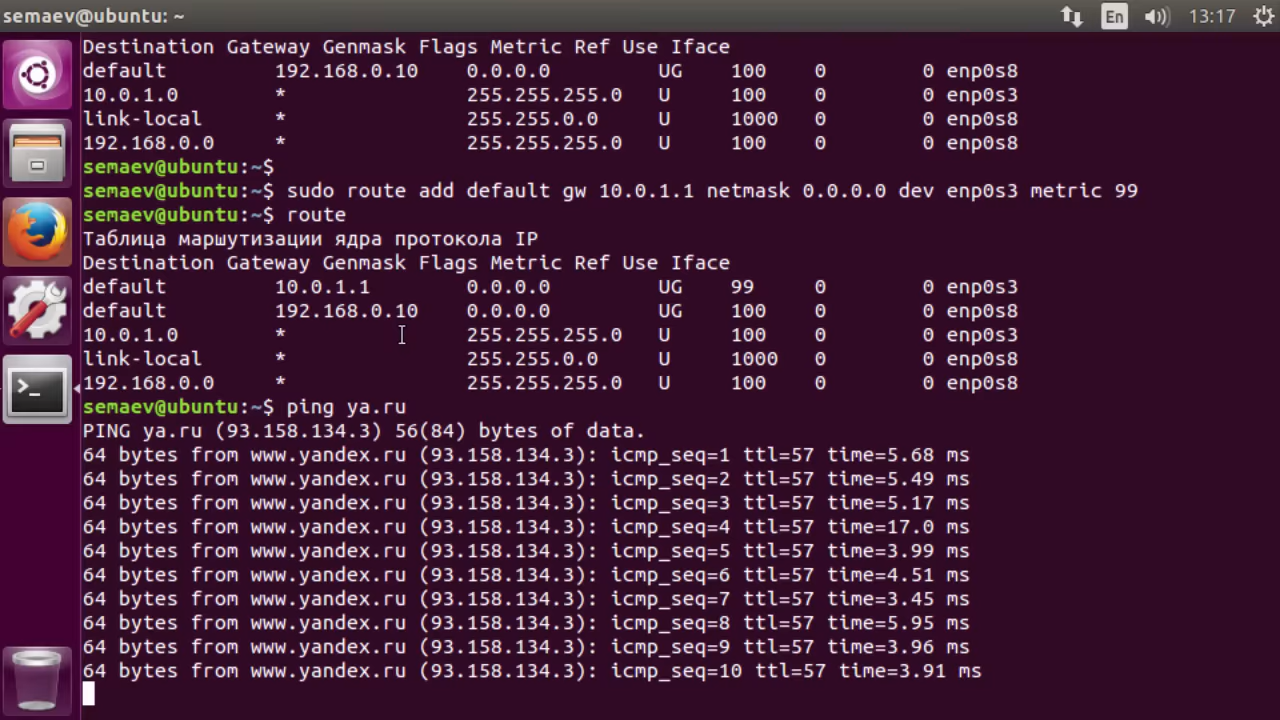 semaev@ubuntu: ~
En
13:17
Destination Gateway Genmask Flags Metric Ref Use Iface
default 192.168.0.10 0.0.0.0 UG 100 0 0 enp0s8
10.0.1.0 * 255.255.255.0 U 100 0 0 enp0s3
link-local * 255.255.0.0 U 1000 0 0 enp0s8
192.168.0.0 * 255.255.255.0 U 100 0 0 enp0s8
semaev@ubuntu:~$
semaev@ubuntu:~$ sudo route add default gw 10.0.1.1 netmask 0.0.0.0 dev enp0s3 metric 99
semaev@ubuntu:~$ route
Таблица маршутизации ядра протокола IP
Destination Gateway Genmask Flags Metric Ref Use Iface
default 10.0.1.1 0.0.0.0 UG 99 0 0 enp0s3
default 192.168.0.10 0.0.0.0 UG 100 0 0 enp0s8
10.0.1.0 * 255.255.255.0 U 100 0 0 enp0s3
link-local * 255.255.0.0 U 1000 0 0 enp0s8
192.168.0.0 * 255.255.255.0 U 100 0 0 enp0s8
semaev@ubuntu:~$ ping ya.ru
PING ya.ru (93.158.134.3) 56(84) bytes of data.
64 bytes from www.yandex.ru (93.158.134.3): icmp_seq=1 ttl=57 time=5.68 ms
64 bytes from www.yandex.ru (93.158.134.3): icmp_seq=2 ttl=57 time=5.49 ms
64 bytes from www.yandex.ru (93.158.134.3): icmp_seq=3 ttl=57 time=5.17 ms
64 bytes from www.yandex.ru (93.158.134.3): icmp_seq=4 ttl=57 time=17.0 ms
64 bytes from www.yandex.ru (93.158.134.3): icmp_seq=5 ttl=57 time=3.99 ms
64 bytes from www.yandex.ru (93.158.134.3): icmp_seq=6 ttl=57 time=4.51 ms
64 bytes from www.yandex.ru (93.158.134.3): icmp_seq=7 ttl=57 time=3.45 ms
64 bytes from www.yandex.ru (93.158.134.3): icmp_seq=8 ttl=57 time=5.95 ms
64 bytes from www.yandex.ru (93.158.134.3): icmp_seq=9 ttl=57 time=3.96 ms
64 bytes from www.yandex.ru (93.158.134.3): icmp_seq=10 ttl=57 time=3.91 ms